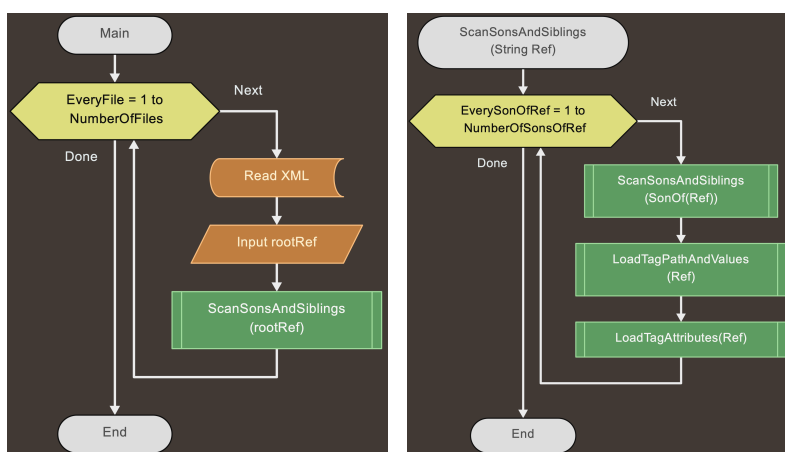 Main
EveryFile = 1 to
NumberOfFiles
Next
Done
Read XML
Input rootRef
ScanSonsAndSiblings
(rootRef)
End
ScanSonsAndSiblings
(String Ref)
EverySonOfRef = 1 to
NumberOfSonsOfRef
Next
Done
ScanSonsAndSiblings
(SonOf(Ref))
LoadTagPathAndValues
(Ref)
LoadTagAttributes(Ref)
End